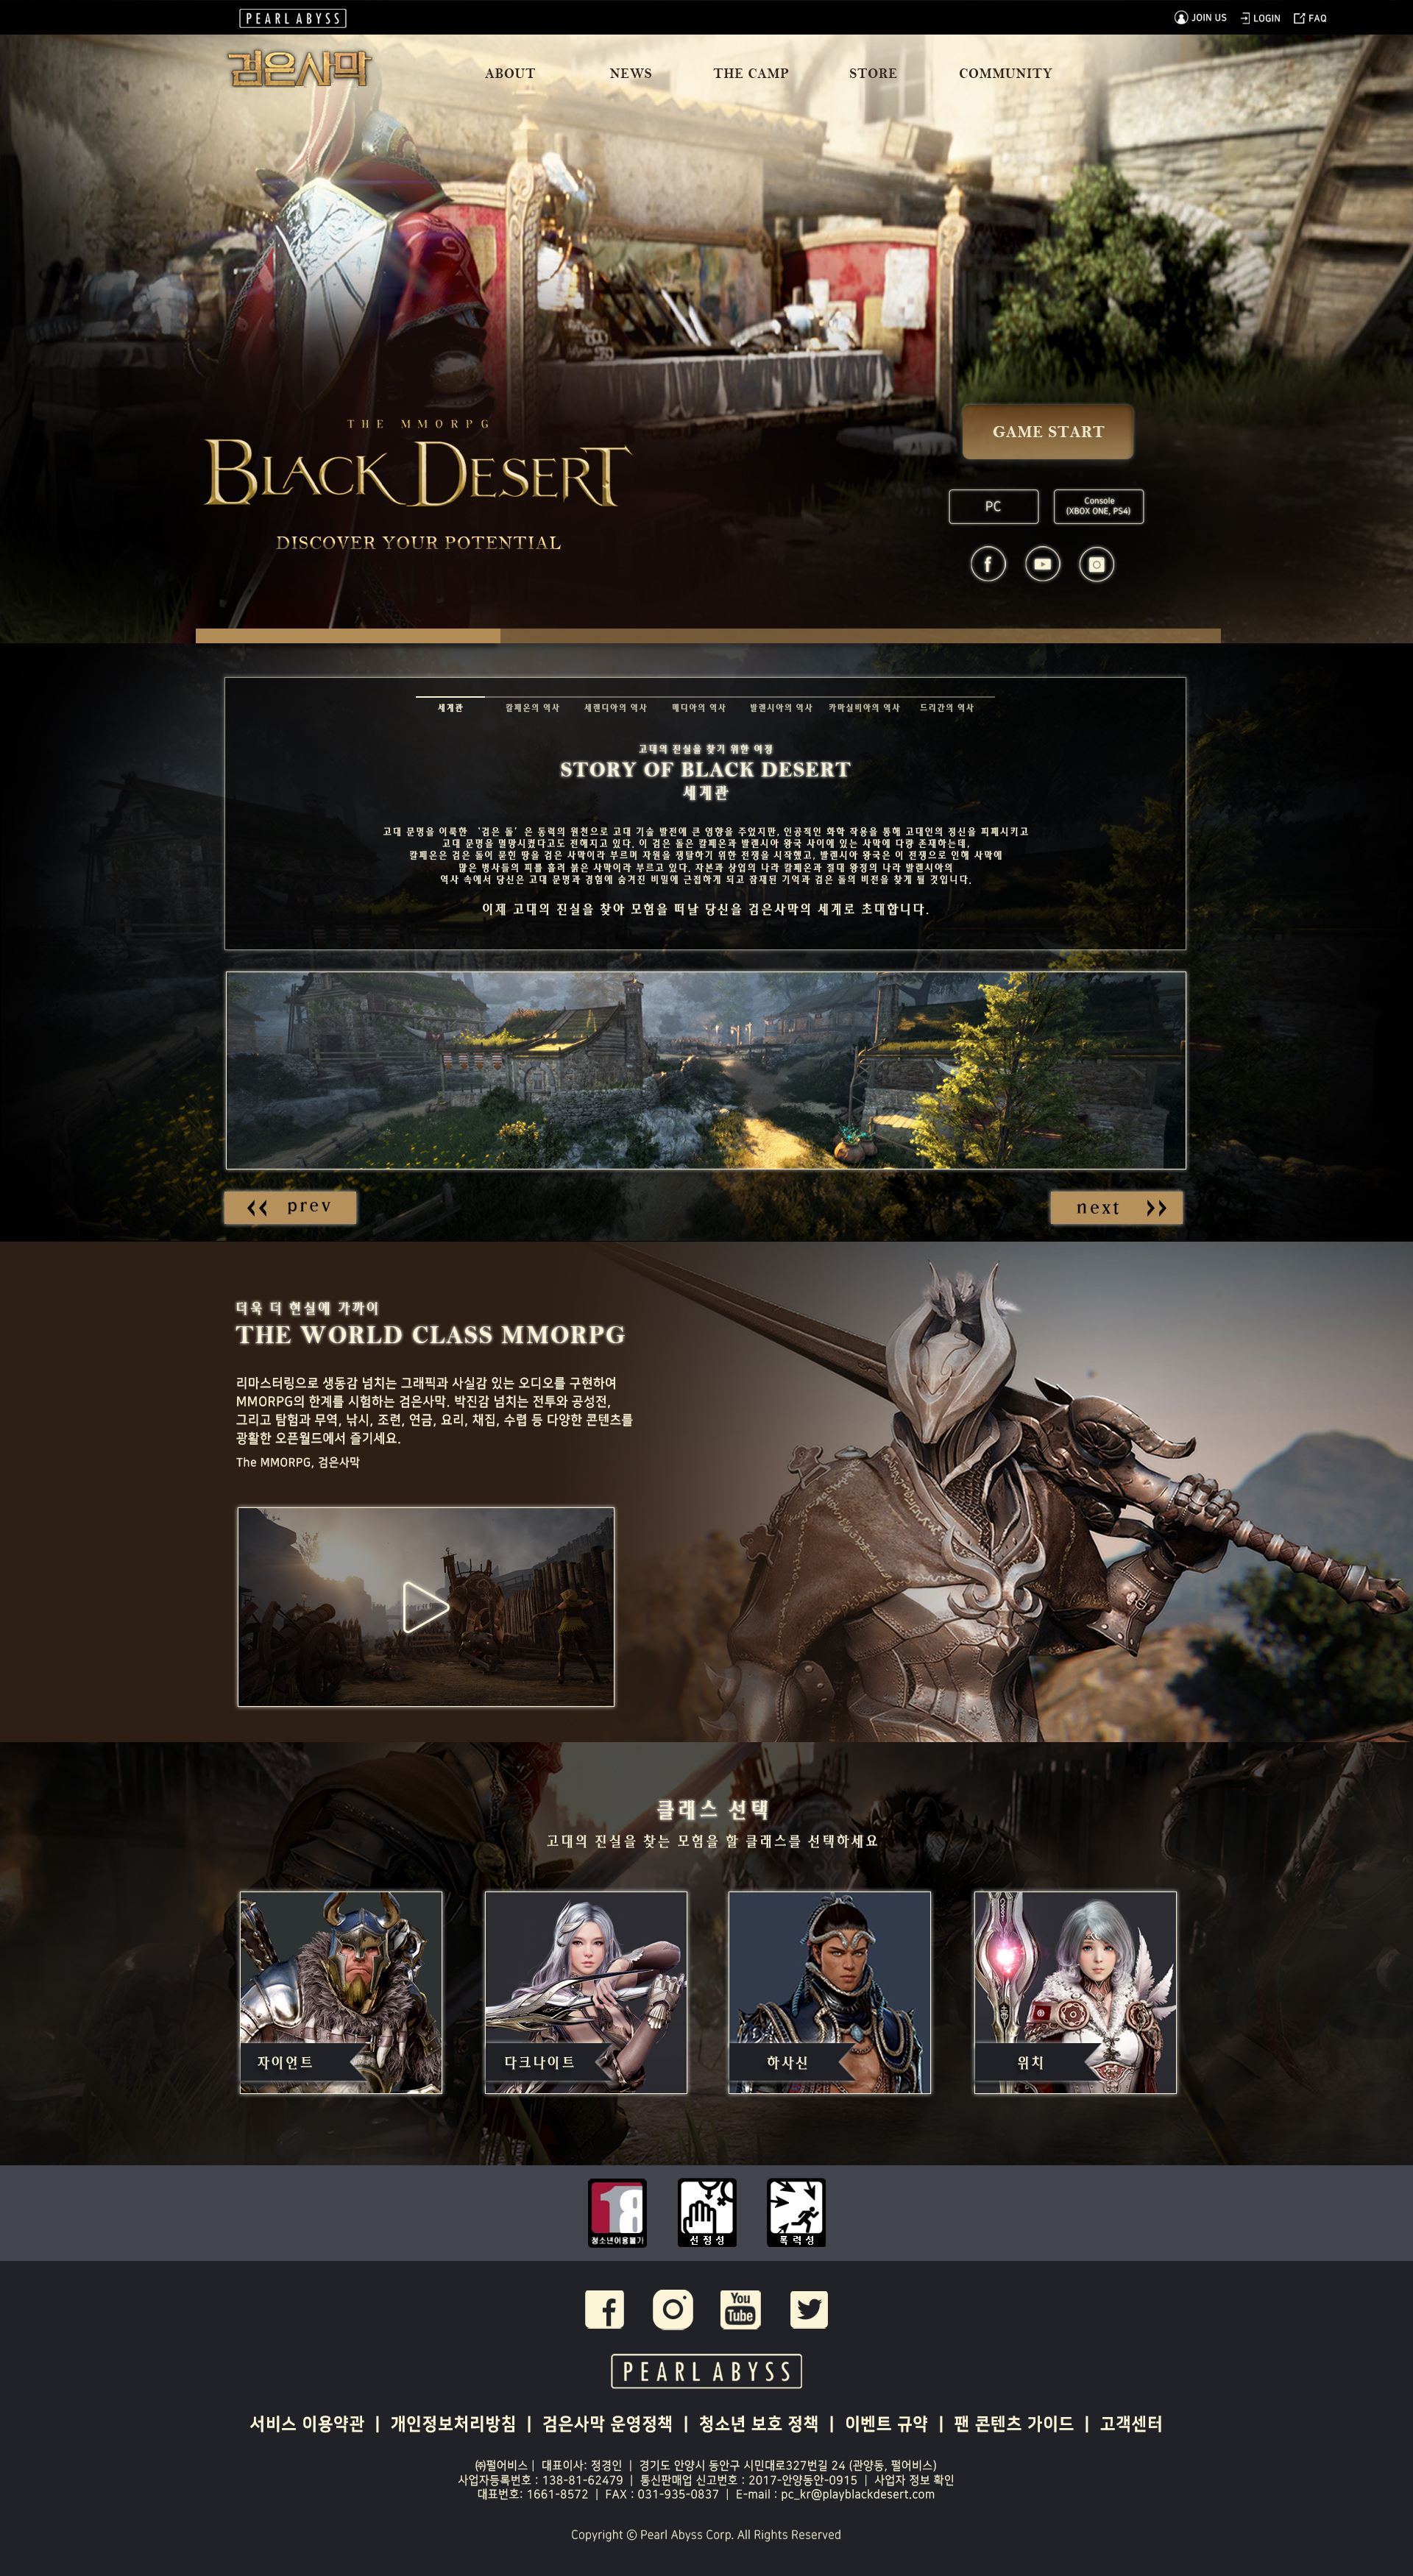 PEARL ABYSS
JOIN US LOGIN FAQ
검은사막
ABOUT NEWS THE CAMP STORE COMMUNITY
THE MMORPG
BLACK DESERT
DISCOVER YOUR POTENTIAL
GAME START
PC
Console
(XBOX ONE, PS4)
세계관 칼페온의 역사 세렌디아의 역사 메디아의 역사 발렌시아의 역사 카마실비아의 역사 드리간의 역사
고대의 진실을 찾기 위한 여정
STORY OF BLACK DESERT
세계관
고대 문명을 이룩한 '검은 돌' 은 동력의 원천으로 고대 기술 발전에 큰 영향을 주었지만, 인공적인 화학 작용을 통해 고대인의 정신을 피폐시키고
고대 문명을 멸망시켰다고도 전해지고 있다. 이 검은 돌은 칼페온과 발렌시아 왕국 사이에 있는 사막에 다량 존재하는데,
칼페온은 검은 돌이 묻힌 땅을 검은 사막이라 부르며 자원을 쟁탈하기 위한 전쟁을 시작했고, 발렌시아 왕국은 이 전쟁으로 인해 사막에
많은 병사들의 피를 흘려 붉은 사막이라 부르고 있다. 자본과 상업의 나라 칼페온과 절대 왕정의 나라 발렌시아의
역사 속에서 당신은 고대 문명과 경험에 숨겨진 비밀에 근접하게 되고 잠재된 기억과 검은 돌의 비전을 찾게 될 것입니다.
이제 고대의 진실을 찾아 모험을 떠날 당신을 검은사막의 세계로 초대합니다.
prev
next
더욱 더 현실에 가까이
THE WORLD CLASS MMORPG
리마스터링으로 생동감 넘치는 그래픽과 사실감 있는 오디오를 구현하여
MMORPG의 한계를 시험하는 검은사막. 박진감 넘치는 전투와 공성전,
그리고 탐험과 무역, 낚시, 조련, 연금, 요리, 채집, 수렵 등 다양한 콘텐츠를
광활한 오픈월드에서 즐기세요.
The MMORPG, 검은사막
클래스 선택
고대의 진실을 찾는 모험을 할 클래스를 선택하세요
자이언트 다크나이트 하사신 위치
18
청소년이용불가 선정성 폭력성
You
Tube
PEARL ABYSS
서비스 이용약관 | 개인정보처리방침 | 검은사막 운영정책 | 청소년 보호 정책 | 이벤트 규약 | 팬 콘텐츠 가이드 | 고객센터
㈜펄어비스 | 대표이사: 정경인 | 경기도 안양시 동안구 시민대로327번길 24 (관양동, 펄어비스)
사업자등록번호 : 138-81-62479 | 통신판매업 신고번호 : 2017-안양동안-0915 | 사업자 정보 확인
대표번호: 1661-8572 | FAX : 031-935-0837 | E-mail : pc_kr@playblackdesert.com
Copyright ⓒ Pearl Abyss Corp. All Rights Reserved